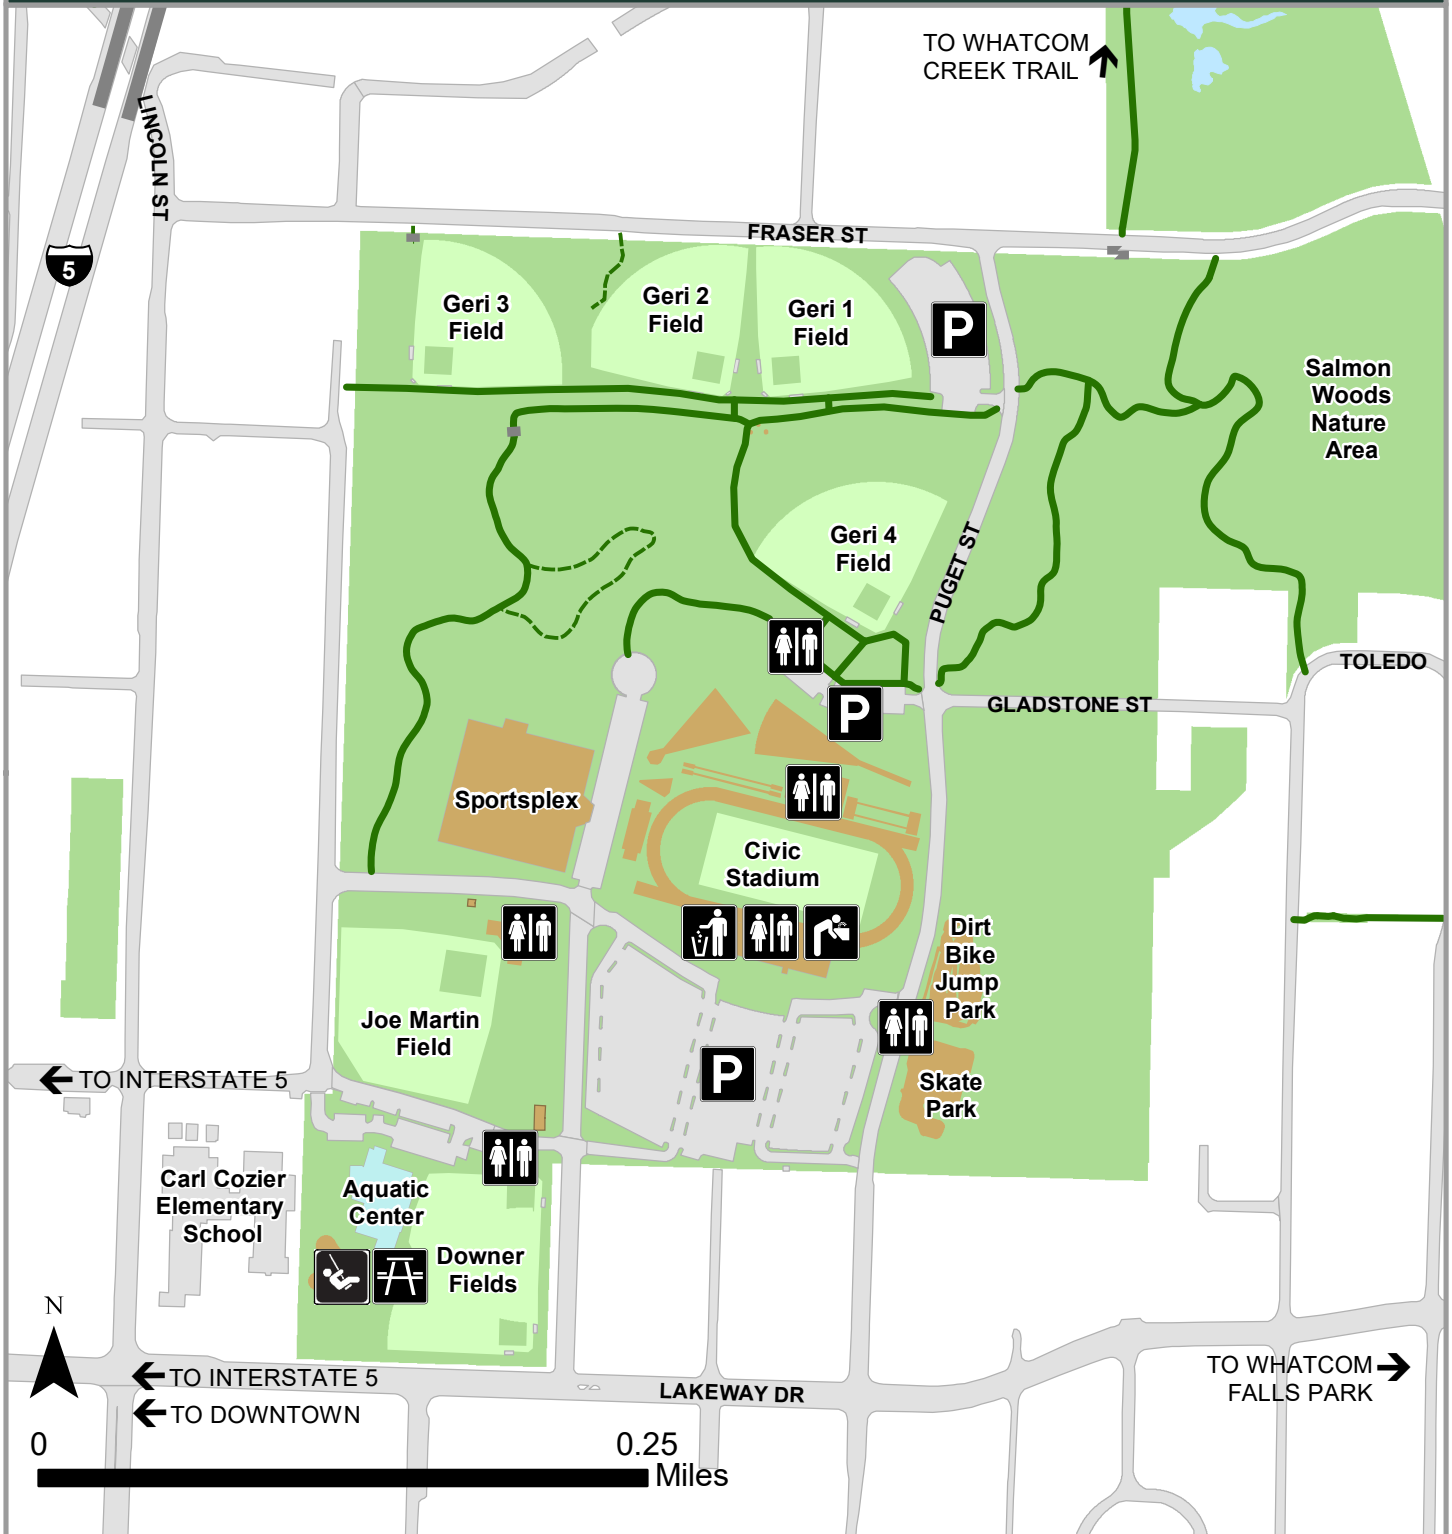 TO WHATCOM
CREEK TRAIL
LINCOLN ST
FRASER ST
5
Geri 3
Field
Geri 2
Field
Geri 1
Field
P
Salmon
Woods
Nature
Area
Geri 4
Field
PUGET ST
TOLEDO
GLADSTONE ST
P
Sportsplex
Civic
Stadium
Dirt
Bike
Jump
Park
Joe Martin
Field
P
Skate
Park
TO INTERSTATE 5
Carl Cozier
Elementary
School
Aquatic
Center
Downer
Fields
N
TO INTERSTATE 5
TO DOWNTOWN
LAKEWAY DR
TO WHATCOM
FALLS PARK
0
0.25
Miles